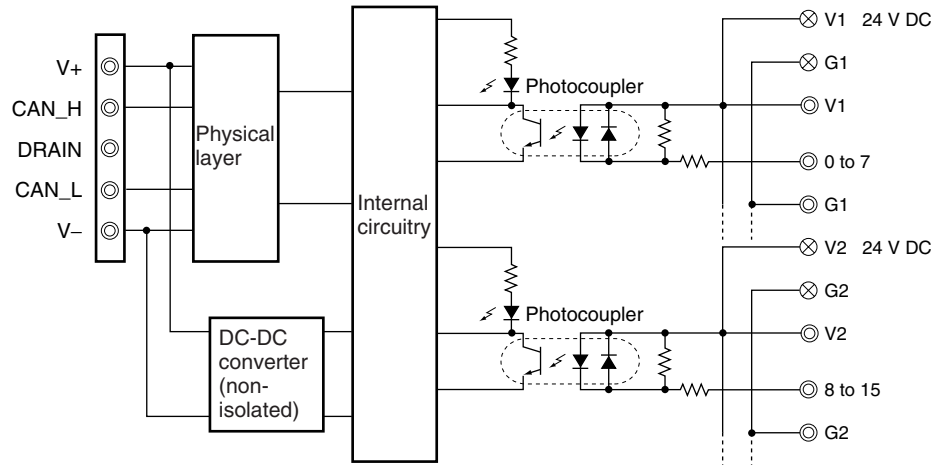 V+
CAN_H
DRAIN
CAN_L
V–
Physical
layer
DC-DC
converter
(non-
isolated)
Internal
circuitry
Photocoupler
V1 24 V DC
G1
V1
0 to 7
G1
Photocoupler
V2 24 V DC
G2
V2
8 to 15
G2